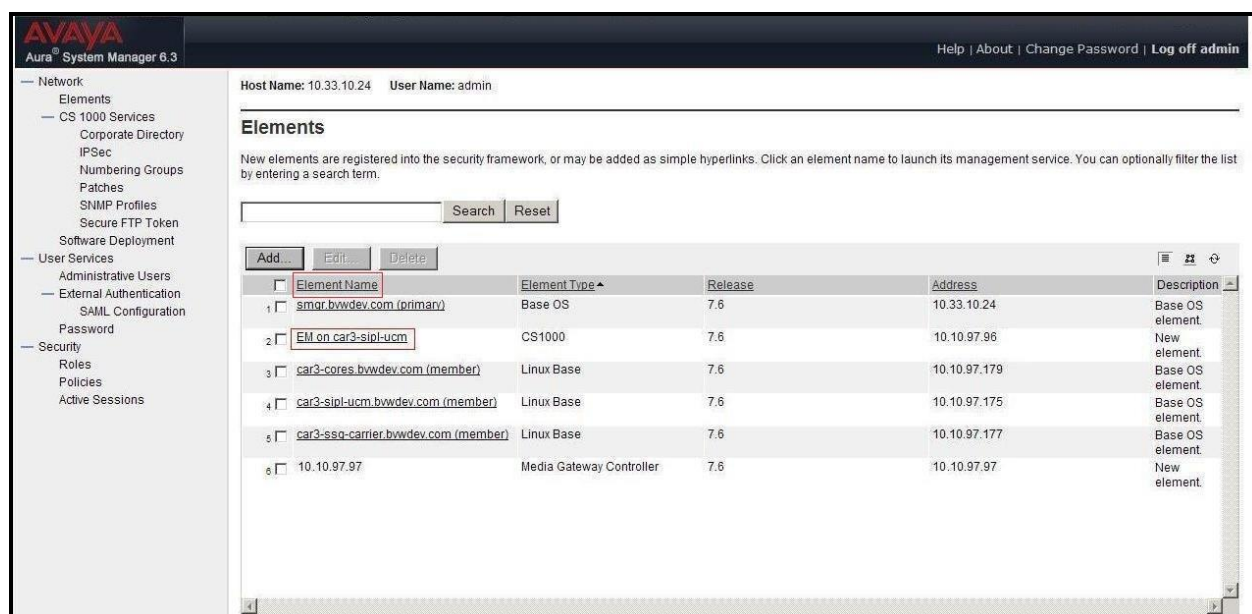 AVAYA
Aura® System Manager 6.3
Help | About | Change Password | Log off admin
Network
Elements
CS 1000 Services
Corporate Directory
IPSec
Numbering Groups
Patches
SNMP Profiles
Secure FTP Token
Software Deployment
User Services
Administrative Users
External Authentication
SAML Configuration
Password
Security
Roles
Policies
Active Sessions
Host Name: 10.33.10.24 User Name: admin
Elements
New elements are registered into the security framework, or may be added as simple hyperlinks. Click an element name to launch its management service. You can optionally filter the list
by entering a search term.
Search Reset
Add... Edit... Delete
Element Name Element Type Release Address Description
1 smgr.bvwdev.com (primary) Base OS 7.6 10.33.10.24 Base OS
element.
2 EM on car3-sipl-ucm CS1000 7.6 10.10.97.96 New
element.
3 car3-cores.bvwdev.com (member) Linux Base 7.6 10.10.97.179 Base OS
element.
4 car3-sipl-ucm.bvwdev.com (member) Linux Base 7.6 10.10.97.175 Base OS
element.
5 car3-ssg-carrier.bvwdev.com (member) Linux Base 7.6 10.10.97.177 Base OS
element.
6 10.10.97.97 Media Gateway Controller 7.6 10.10.97.97 New
element.